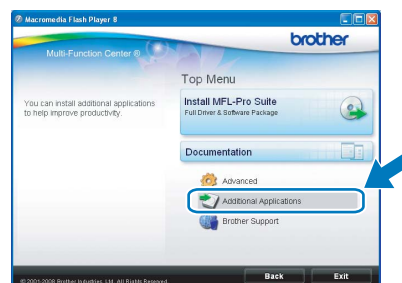 Macromedia Flash Player 8
brother
Multi-Function Center ®
Top Menu
You can install additional applications
to help improve productivity.
Install MFL-Pro Suite
Full Driver & Software Package
Documentation
Advanced
Additional Applications
Brother Support
© 2001-2008 Brother Industries, Ltd. All Rights Reserved.
Back Exit